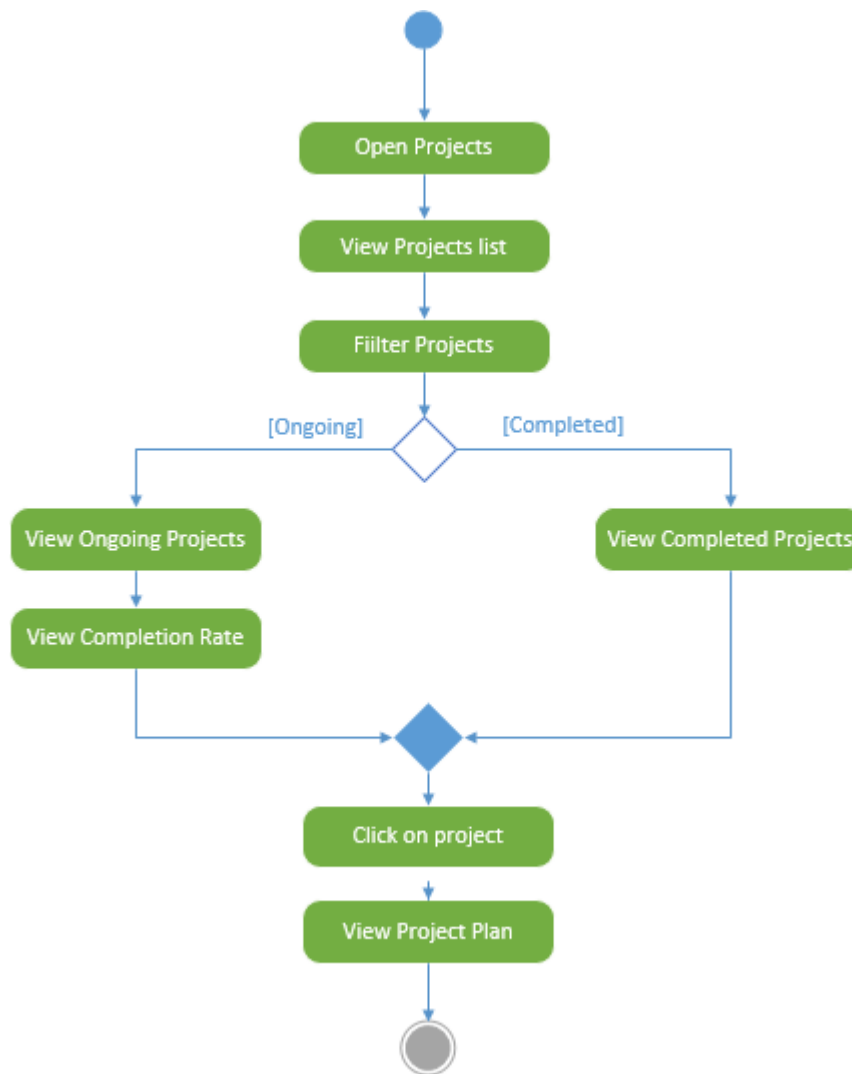 Open Projects
View Projects list
Fiilter Projects
[Ongoing]
[Completed]
View Ongoing Projects
View Completed Projects
View Completion Rate
Click on project
View Project Plan